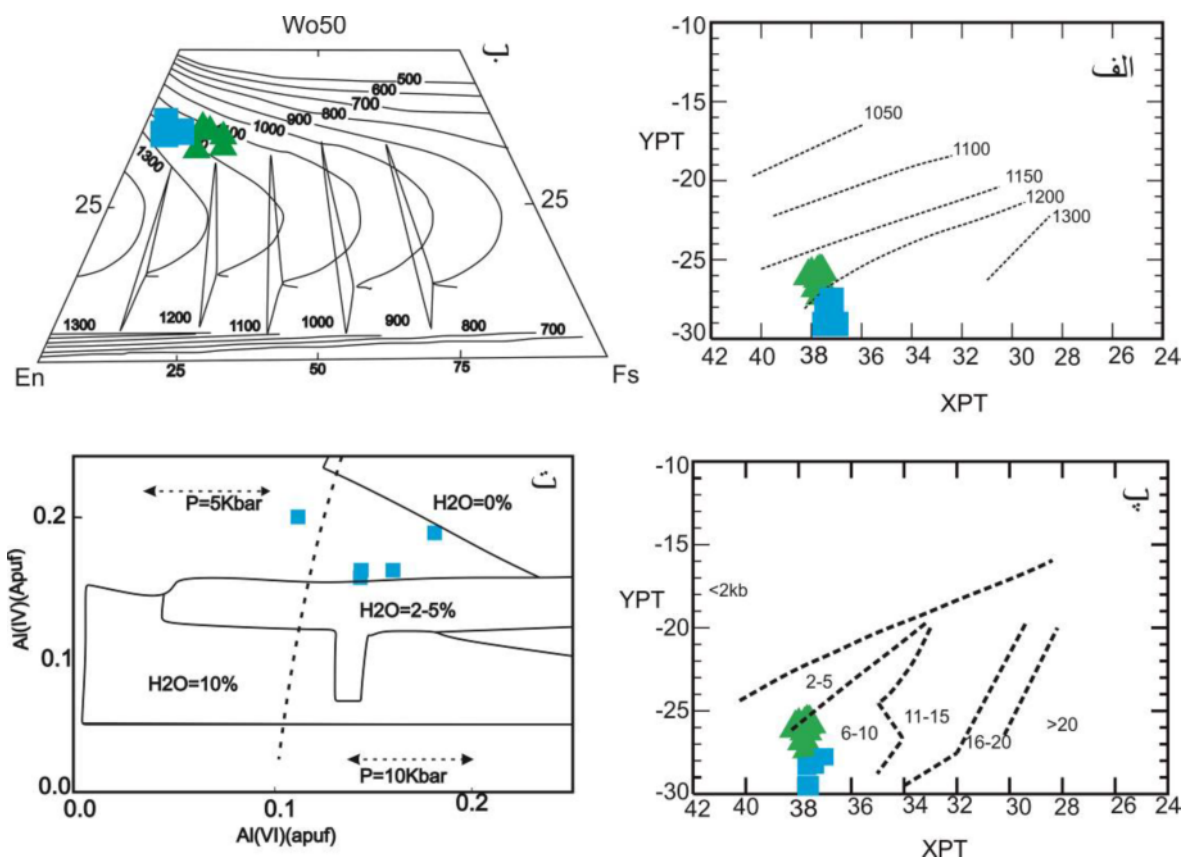 Wo50
ب
500
600
700
800
900
1000
1300
25
25
1300
1200
1100
1000
900
800
700
En
25
50
75
Fs
الف
-10
-15
YPT
-20
-25
-30
1050
1100
1150
1200
1300
42 40 38 36 34 32 30 28 26 24
XPT
ت
P=5Kbar
H2O=0%
0.2
H2O=2-5%
Al(IV)(Apuf)
0.1
H2O=10%
P=10Kbar
0.0
0.0 0.1 0.2
Al(VI)(apuf)
پ
-10
-15
YPT
<2kb
-20
2-5
-25
6-10
11-15
16-20
>20
-30
42 40 38 36 34 32 30 28 26 24
XPT